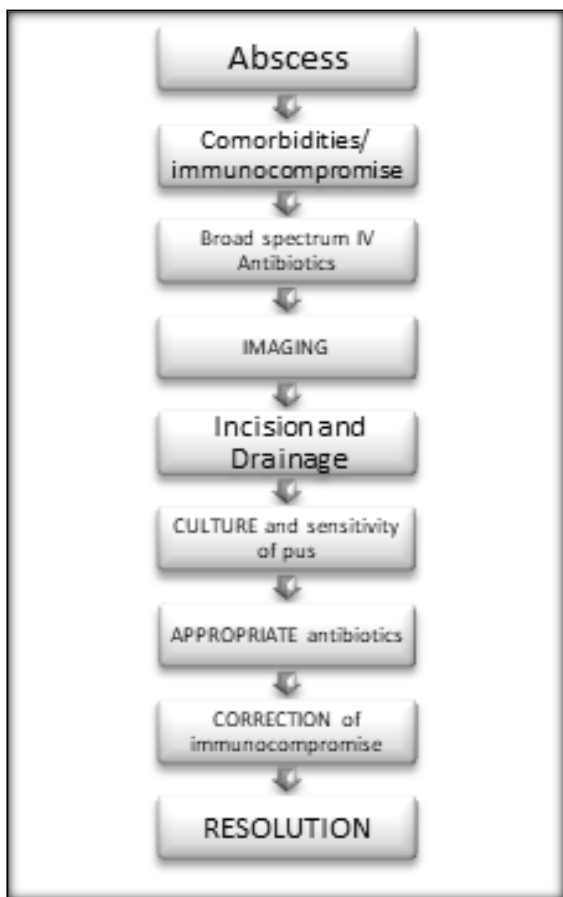 Abscess
Comorbidities/
immunocompromise
Broad spectrum IV
Antibiotics
IMAGING
Incision and
Drainage
CULTURE and sensitivity
of pus
APPROPRIATE antibiotics
CORRECTION of
immunocompromise
RESOLUTION